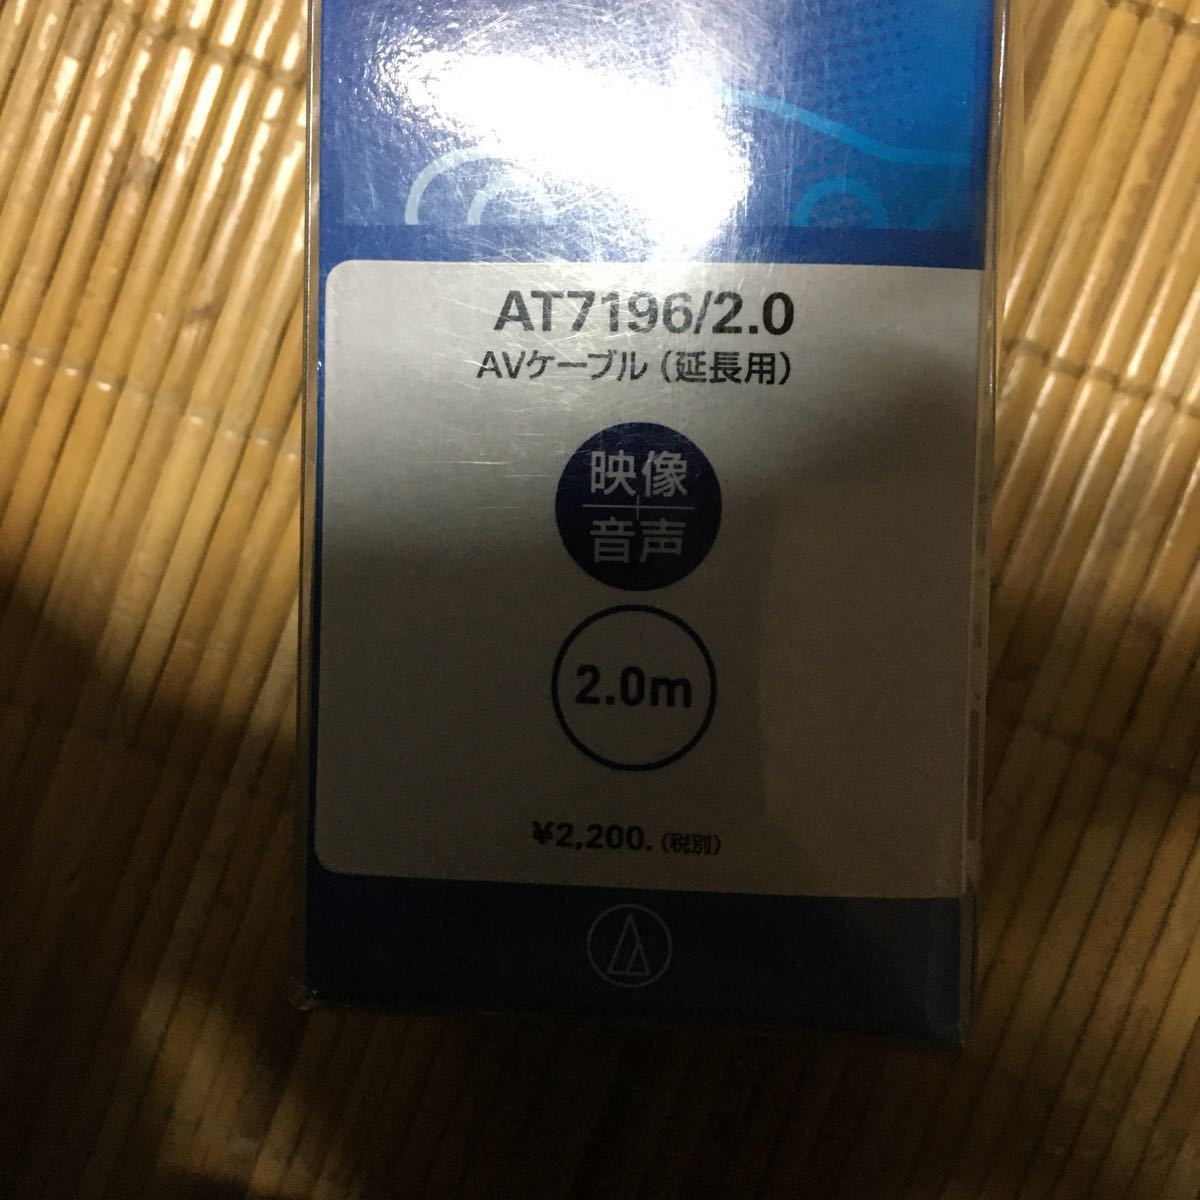 AT7196/2.0
AVケーブル（延長用）
映像
音声
2.0m
¥2,200.（税別）